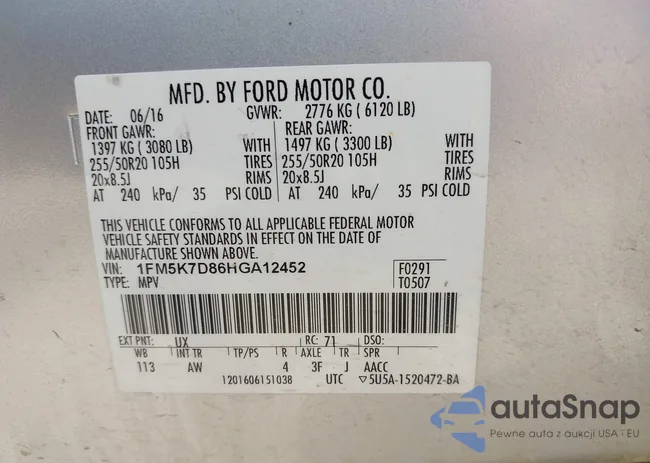 MFD. BY FORD MOTOR CO.
DATE: 06/16 GVWR: 2776 KG ( 6120 LB)
FRONT GAWR: REAR GAWR:
1397 KG ( 3080 LB) WITH 1497 KG ( 3300 LB) WITH
255/50R20 105H TIRES 255/50R20 105H TIRES
20x8.5J RIMS 20x8.5J RIMS
AT 240 kPa/ 35 PSI COLD AT 240 kPa/ 35 PSI COLD
THIS VEHICLE CONFORMS TO ALL APPLICABLE FEDERAL MOTOR
VEHICLE SAFETY STANDARDS IN EFFECT ON THE DATE OF
MANUFACTURE SHOWN ABOVE.
VIN: 1FM5K7D86HGA12452 F0291
TYPE: MPV T0507
EXT PNT: UX RC: 71 DSO:
WB INT TR TP/PS R AXLE TR SPR
113 AW 4 3F J AACC
1201606151038 UTC ▽5U5A-1520472-BA
autaSnap
Pewne auta z aukcji USA i EU